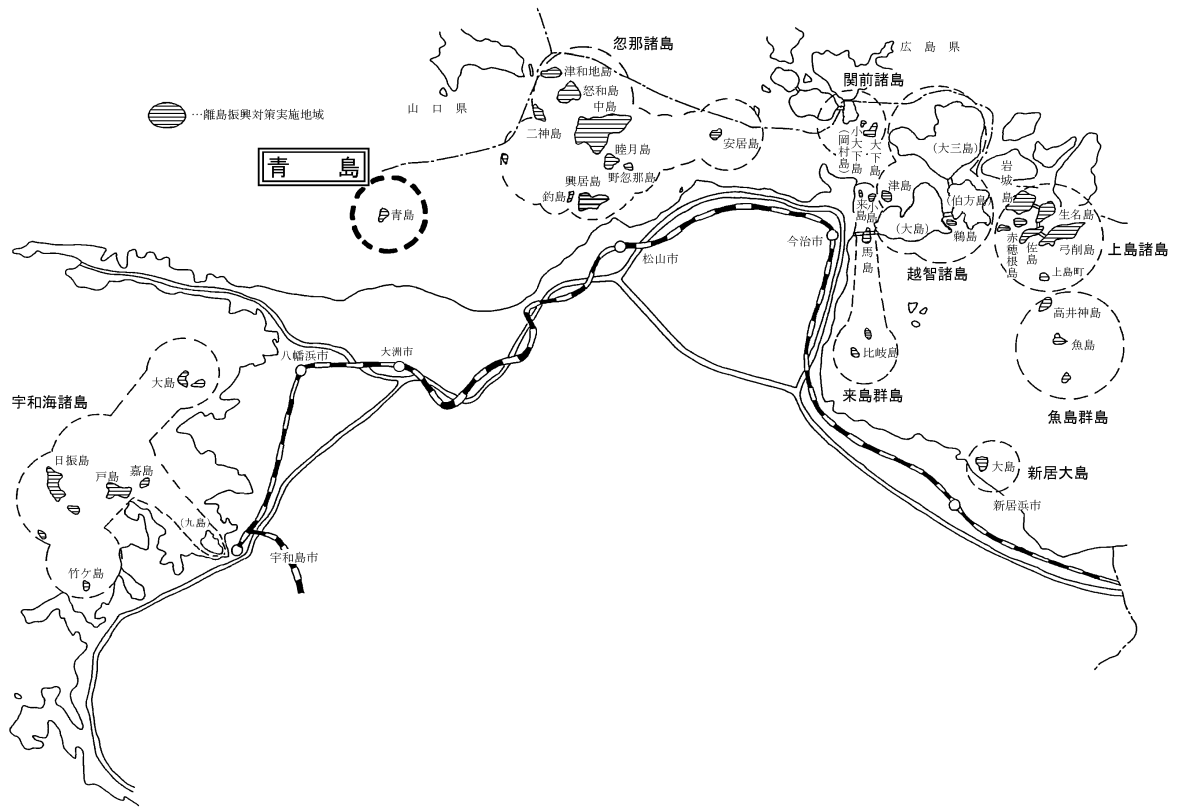 忽那諸島
広島県
関前諸島
津和地島
怒和島
中島
山口県
…離島振興対策実施地域
二神島
安居島
小大下島
(岡村島)
大下島
(大三島)
睦月島
野忽那島
青島
岩城島
興居島
釣島
津島
来島
小島
(伯方島)
生名島
青島
(大島)
鵜島
赤穂根島
佐島
弓削島
上島諸島
今治市
馬島
松山市
越智諸島
上島町
高井神島
魚島
八幡浜市
大洲市
比岐島
大島
来島群島
宇和海諸島
魚島群島
日振島
戸島
嘉島
大島
新居大島
新居浜市
(九島)
宇和島市
竹ケ島